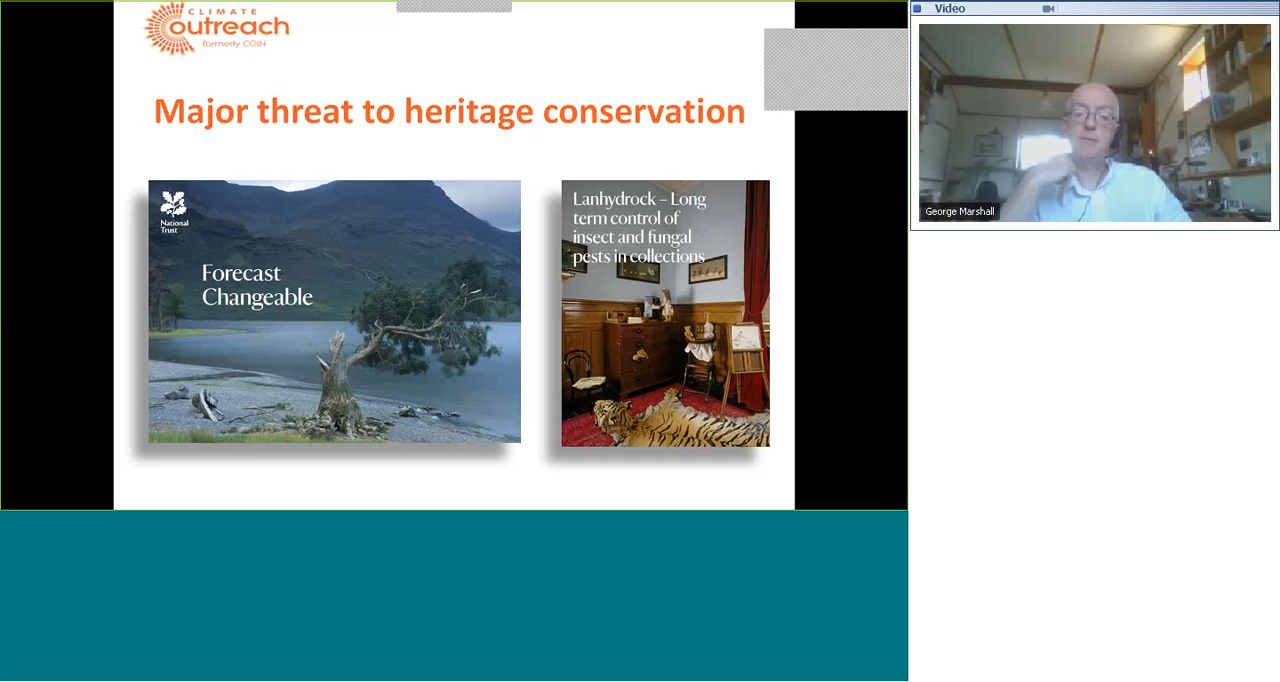 CLIMATE
outreach
formerly COIN
Major threat to heritage conservation
National
Trust
Forecast
Changeable
Lanhydrock – Long
term control of
insect and fungal
pests in collections
Video
George Marshall